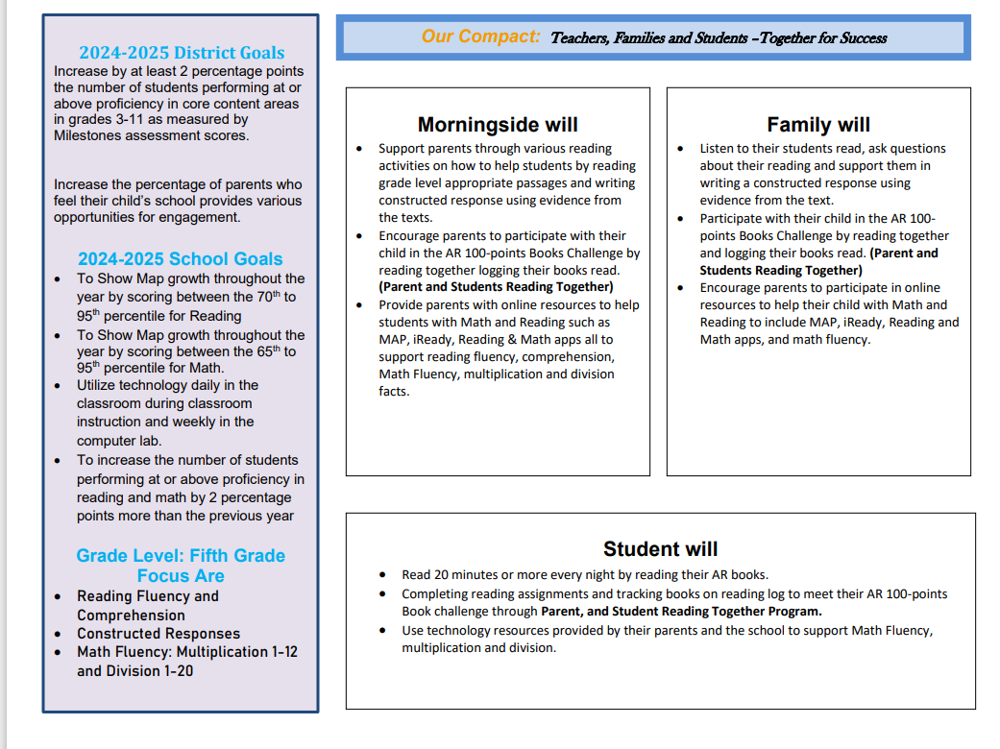 2024-2025 District Goals
Increase by at least 2 percentage points
the number of students performing at or
above proficiency in core content areas
in grades 3-11 as measured by
Milestones assessment scores.
Increase the percentage of parents who
feel their child’s school provides various
opportunities for engagement.
2024-2025 School Goals
• To Show Map growth throughout the
year by scoring between the 70th to
95th percentile for Reading
• To Show Map growth throughout the
year by scoring between the 65th to
95th percentile for Math.
• Utilize technology daily in the
classroom during classroom
instruction and weekly in the
computer lab.
• To increase the number of students
performing at or above proficiency in
reading and math by 2 percentage
points more than the previous year
Grade Level: Fifth Grade
Focus Are
• Reading Fluency and
Comprehension
• Constructed Responses
• Math Fluency: Multiplication 1-12
and Division 1-20
Our Compact: Teachers, Families and Students –Together for Success
Morningside will
• Support parents through various reading
activities on how to help students by reading
grade level appropriate passages and writing
constructed response using evidence from
the texts.
• Encourage parents to participate with their
child in the AR 100-points Books Challenge by
reading together logging their books read.
(Parent and Students Reading Together)
• Provide parents with online resources to help
students with Math and Reading such as
MAP, iReady, Reading & Math apps all to
support reading fluency, comprehension,
Math Fluency, multiplication and division
facts.
Family will
• Listen to their students read, ask questions
about their reading and support them in
writing a constructed response using
evidence from the text.
• Participate with their child in the AR 100-
points Books Challenge by reading together
and logging their books read. (Parent and
Students Reading Together)
• Encourage parents to participate in online
resources to help their child with Math and
Reading to include MAP, iReady, Reading and
Math apps, and math fluency.
Student will
• Read 20 minutes or more every night by reading their AR books.
• Completing reading assignments and tracking books on reading log to meet their AR 100-points
Book challenge through Parent, and Student Reading Together Program.
• Use technology resources provided by their parents and the school to support Math Fluency,
multiplication and division.